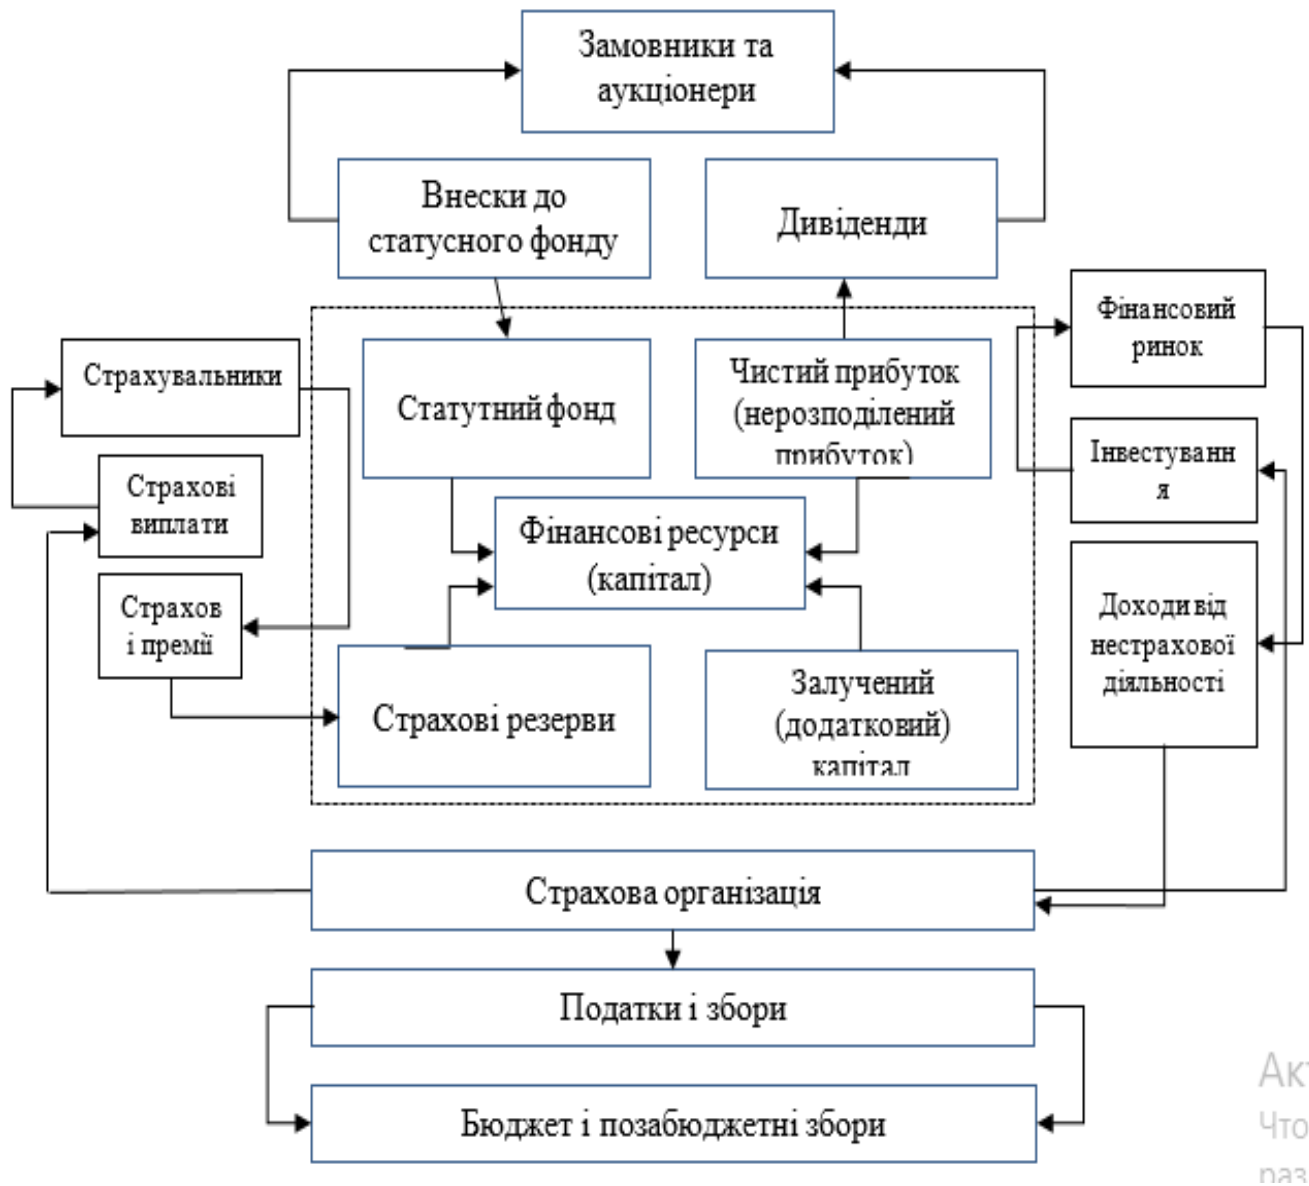 Замовники та
аукціонери
Внески до
статусного фонду
Дивіденди
Фінансовий
ринок
Страхувальники
Статутний фонд
Чистий прибуток
(нерозподілений
прибуток)
Інвестуванн
я
Страхові
виплати
Фінансові ресурси
(капітал)
Страхов
і премії
Доходи від
нестрахової
діяльності
Страхові резерви
Залучений
(додатковий)
капітал
Страхова організація
Податки і збори
Бюджет і позабюджетні збори
Ак
Что
раз